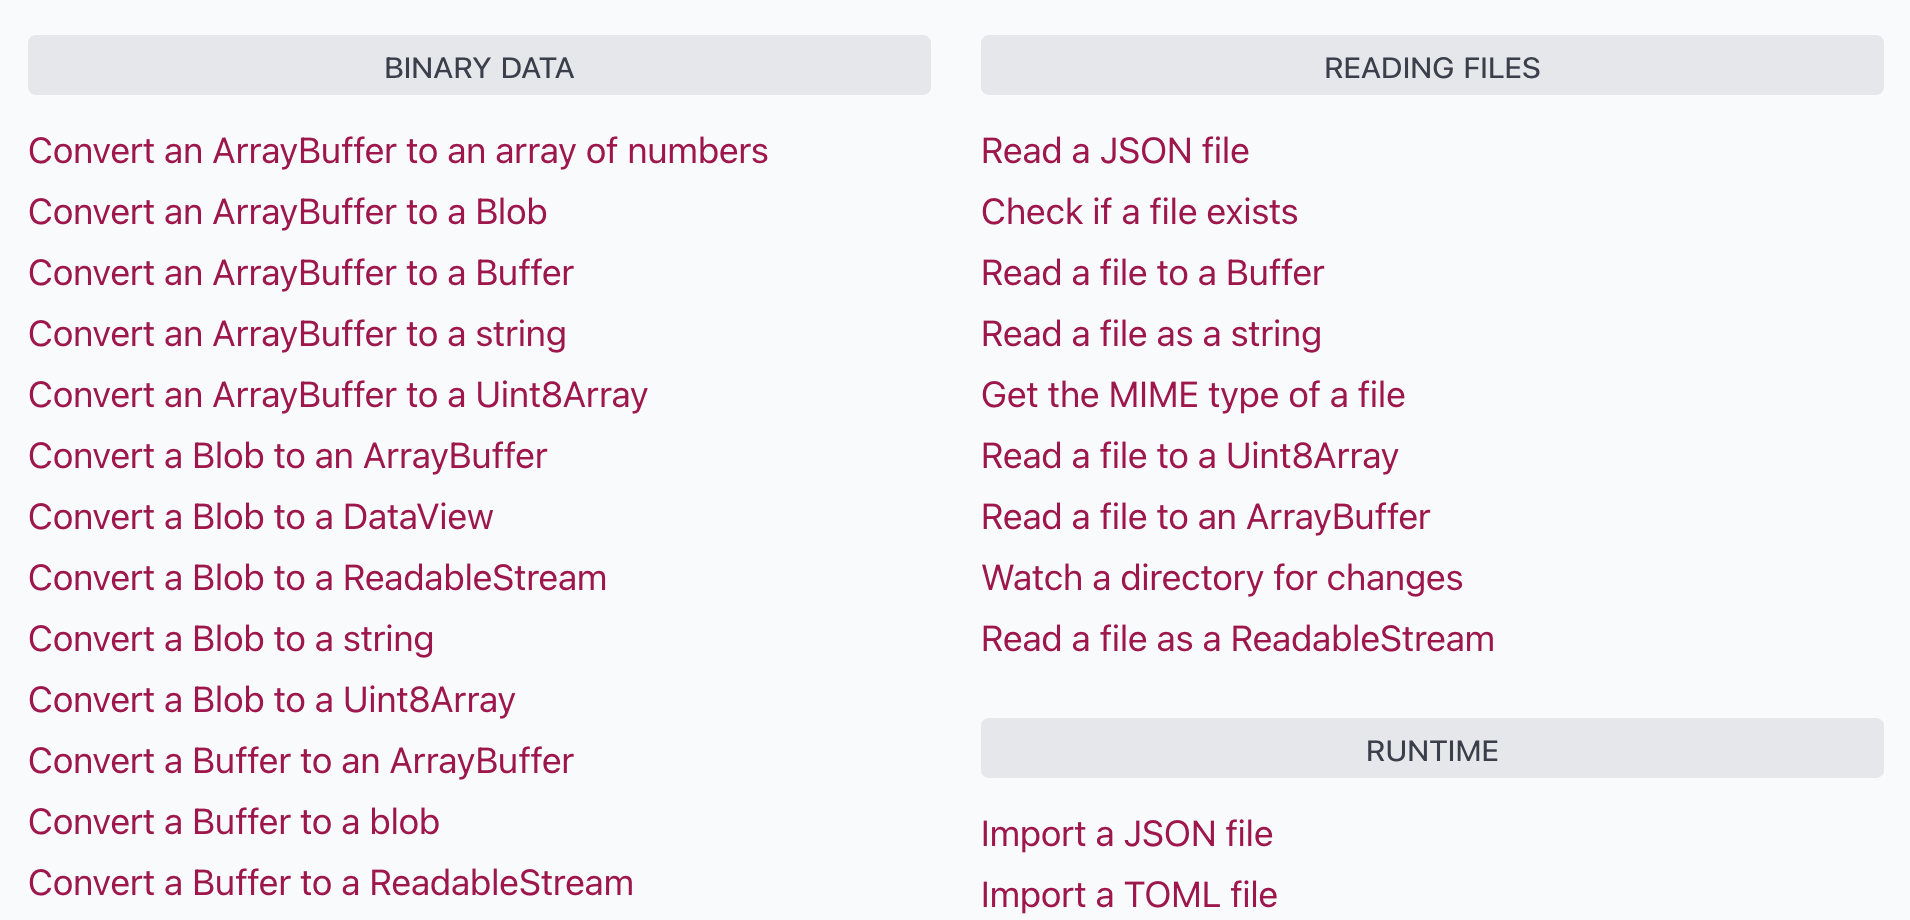 BINARY DATA
Convert an ArrayBuffer to an array of numbers
Convert an ArrayBuffer to a Blob
Convert an ArrayBuffer to a Buffer
Convert an ArrayBuffer to a string
Convert an ArrayBuffer to a Uint8Array
Convert a Blob to an ArrayBuffer
Convert a Blob to a DataView
Convert a Blob to a ReadableStream
Convert a Blob to a string
Convert a Blob to a Uint8Array
Convert a Buffer to an ArrayBuffer
Convert a Buffer to a blob
Convert a Buffer to a ReadableStream
READING FILES
Read a JSON file
Check if a file exists
Read a file to a Buffer
Read a file as a string
Get the MIME type of a file
Read a file to a Uint8Array
Read a file to an ArrayBuffer
Watch a directory for changes
Read a file as a ReadableStream
RUNTIME
Import a JSON file
Import a TOML file